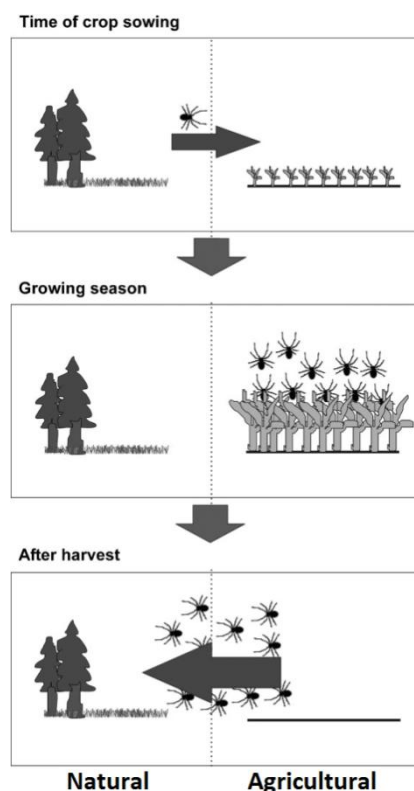 Time of crop sowing
Growing season
After harvest
Natural Agricultural